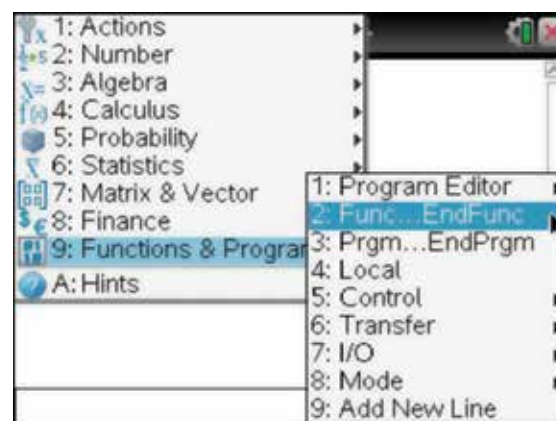 1: Actions
2: Number
3: Algebra
4: Calculus
5: Probability
6: Statistics
7: Matrix & Vector
8: Finance
9: Functions & Progra
A: Hints
1: Program Editor
2: Func...EndFunc
3: Prgm...EndPrgm
4: Local
5: Control
6: Transfer
7: I/O
8: Mode
9: Add New Line